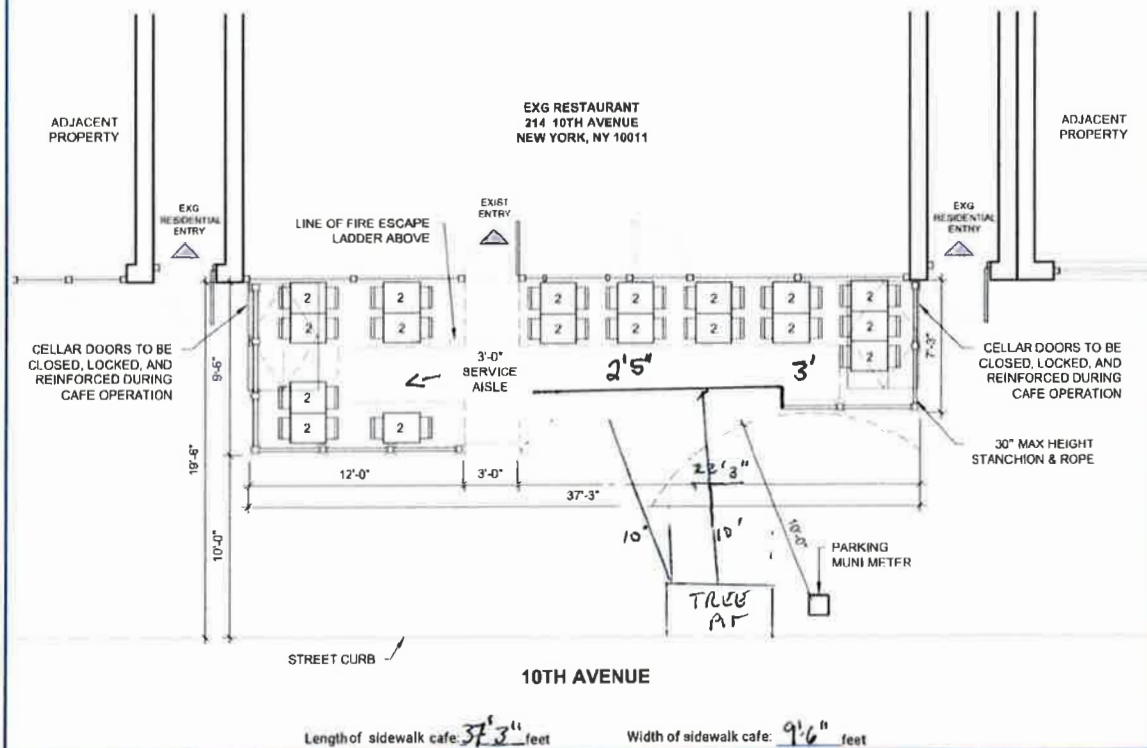 EXG RESTAURANT
214 10TH AVENUE
NEW YORK, NY 10011
ADJACENT
PROPERTY
ADJACENT
PROPERTY
EXG
RESIDENTIAL
ENTRY
LINE OF FIRE ESCAPE
LADDER ABOVE
EXIST
ENTRY
EXG
RESIDENTIAL
ENTRY
2 2 2 2 2 2 2
2 2 2 2 2 2 2
2
CELLAR DOORS TO BE
CLOSED, LOCKED, AND
REINFORCED DURING
CAFE OPERATION
9'-6"
3'-0"
SERVICE
AISLE
2'5"
3'
7'-3"
CELLAR DOORS TO BE
CLOSED, LOCKED, AND
REINFORCED DURING
CAFE OPERATION
2
2 2
30" MAX HEIGHT
STANCHION & ROPE
19'-6"
12'-0"
3'-0"
22'3"
37'-3"
10'-0"
10'
10'
10'-0"
PARKING
MUNI METER
TREE
PIT
STREET CURB
10TH AVENUE
Length of sidewalk cafe: 37'3" feet Width of sidewalk cafe: 9'6" feet